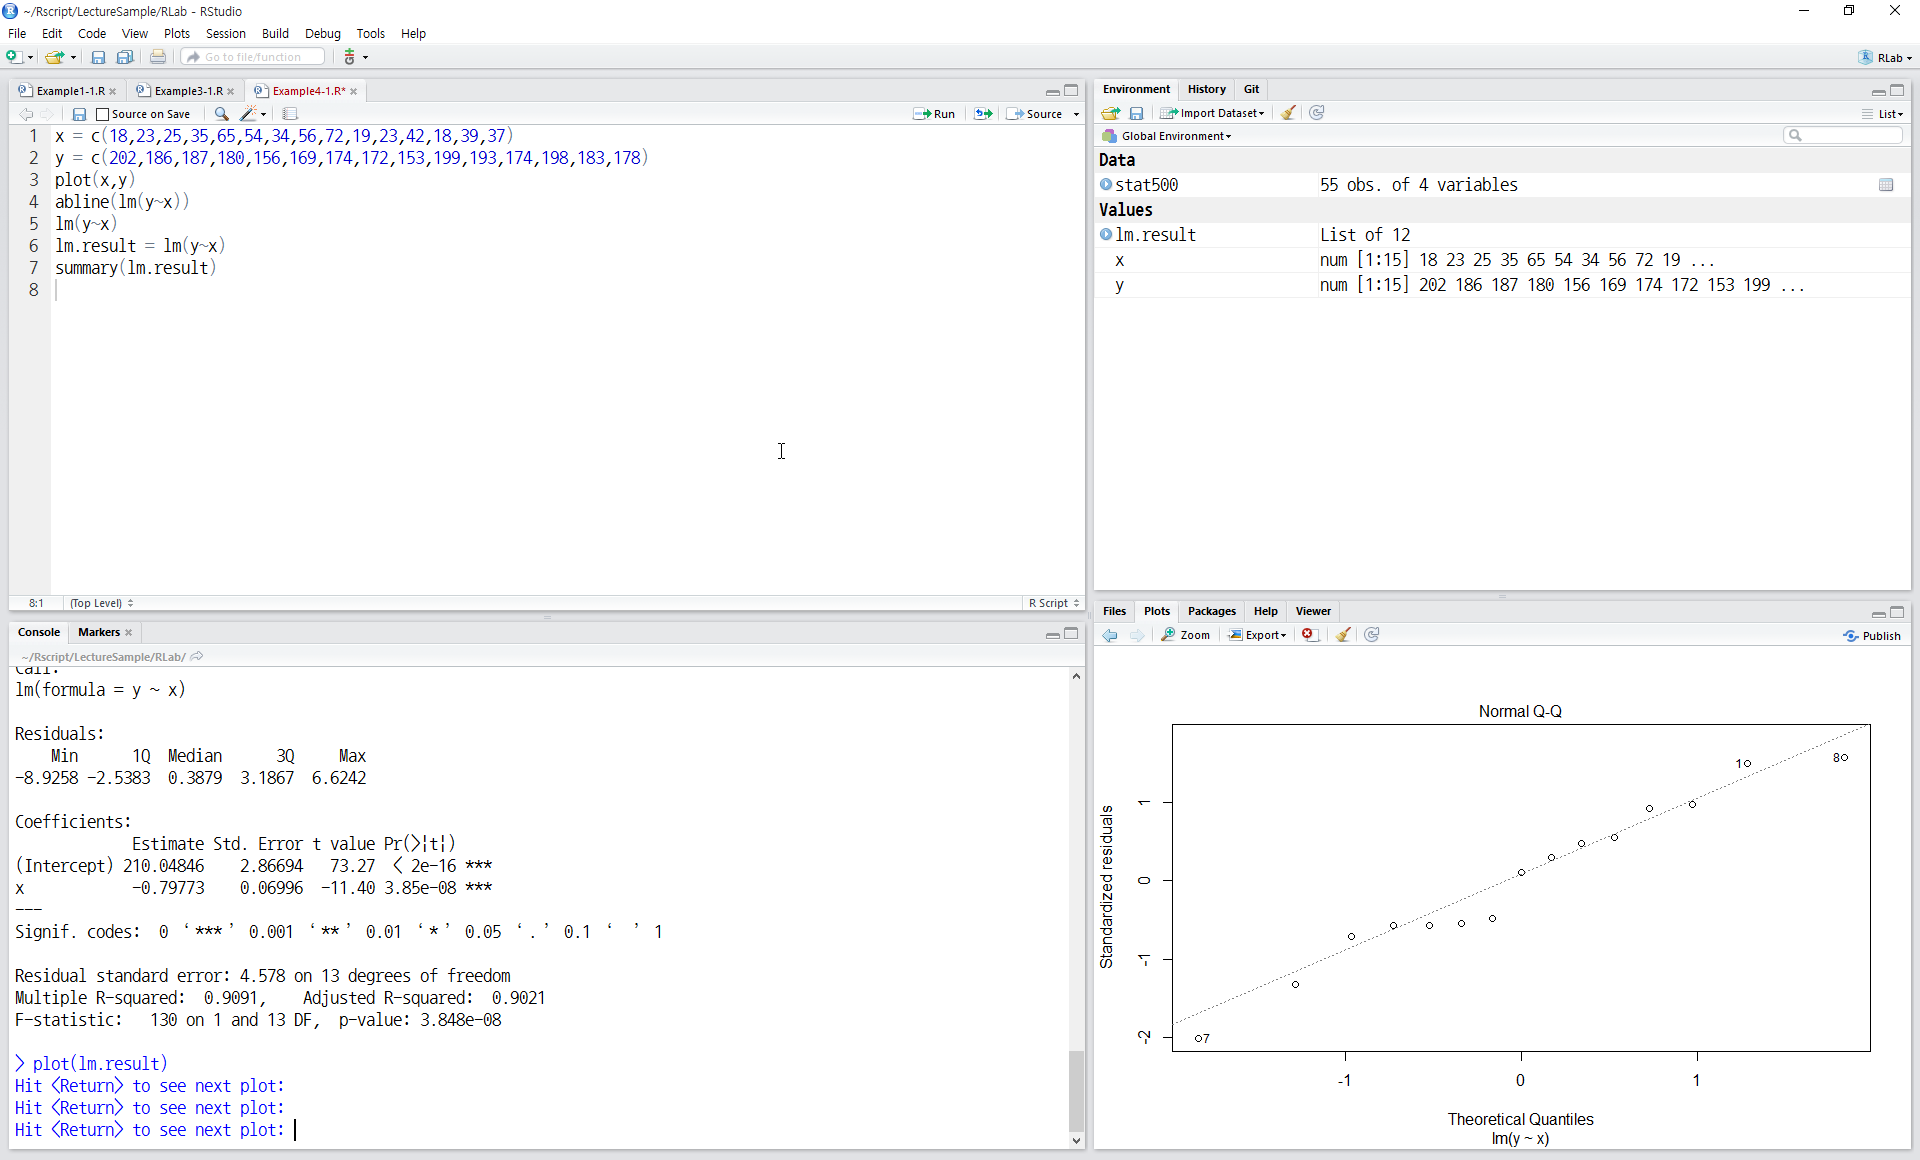 ~/Rscript/LectureSample/RLab - RStudio
File Edit Code View Plots Session Build Debug Tools Help
Go to file/function
RLab
Example1-1.R Example3-1.R Example4-1.R*
Source on Save Run Source
1 x = c(18,23,25,35,65,54,34,56,72,19,23,42,18,39,37)
2 y = c(202,186,187,180,156,169,174,172,153,199,193,174,198,183,178)
3 plot(x,y)
4 abline(lm(y~x))
5 lm(y~x)
6 lm.result = lm(y~x)
7 summary(lm.result)
8
8:1 (Top Level) R Script
Console Markers
~/Rscript/LectureSample/RLab/
Call:
lm(formula = y ~ x)
Residuals:
Min 1Q Median 3Q Max
-8.9258 -2.5383 0.3879 3.1867 6.6242
Coefficients:
Estimate Std. Error t value Pr(>|t|)
(Intercept) 210.04846 2.86694 73.27 < 2e-16 ***
x -0.79773 0.06996 -11.40 3.85e-08 ***
---
Signif. codes: 0 ‘***’ 0.001 ‘**’ 0.01 ‘*’ 0.05 ‘.’ 0.1 ‘ ’ 1
Residual standard error: 4.578 on 13 degrees of freedom
Multiple R-squared: 0.9091, Adjusted R-squared: 0.9021
F-statistic: 130 on 1 and 13 DF, p-value: 3.848e-08
> plot(lm.result)
Hit <Return> to see next plot:
Hit <Return> to see next plot:
Hit <Return> to see next plot:
Environment History Git
Import Dataset List
Global Environment
Data
stat500 55 obs. of 4 variables
Values
lm.result List of 12
x num [1:15] 18 23 25 35 65 54 34 56 72 19 ...
y num [1:15] 202 186 187 180 156 169 174 172 153 199 ...
Files Plots Packages Help Viewer
Zoom Export Publish
Normal Q-Q
Standardized residuals
1
0
-1
-2
1
8
7
-1 0 1
Theoretical Quantiles
lm(y ~ x)